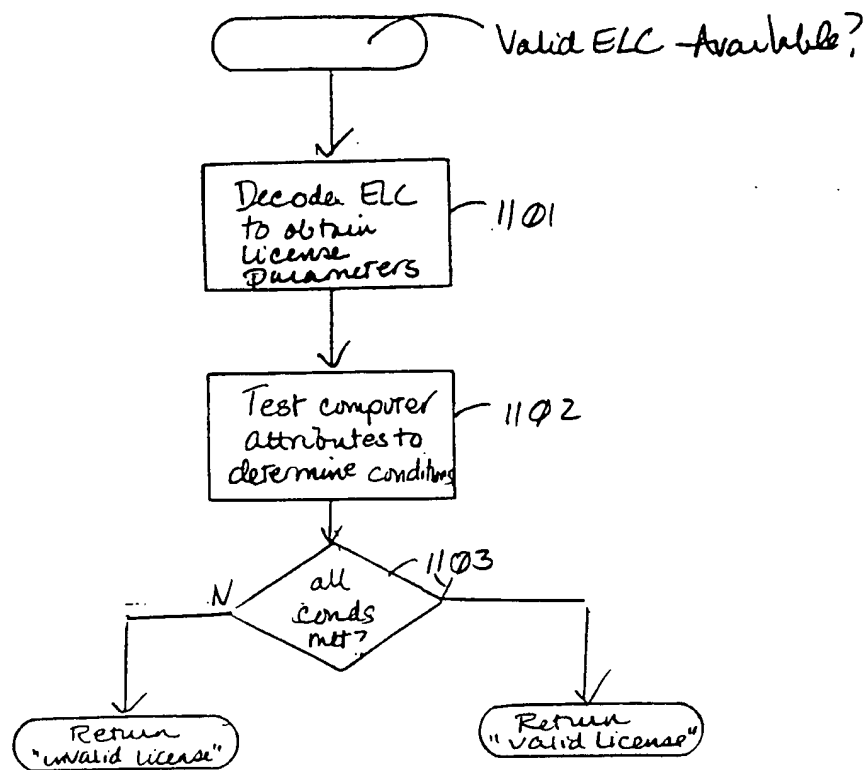 Valid ELC Available?
Decoder ELC
to obtain
License
Parameters
1101
Test computer
attributes to
determine conditions
1102
1103
N
all
conds
met?
Return
"invalid License"
Return
"valid License"